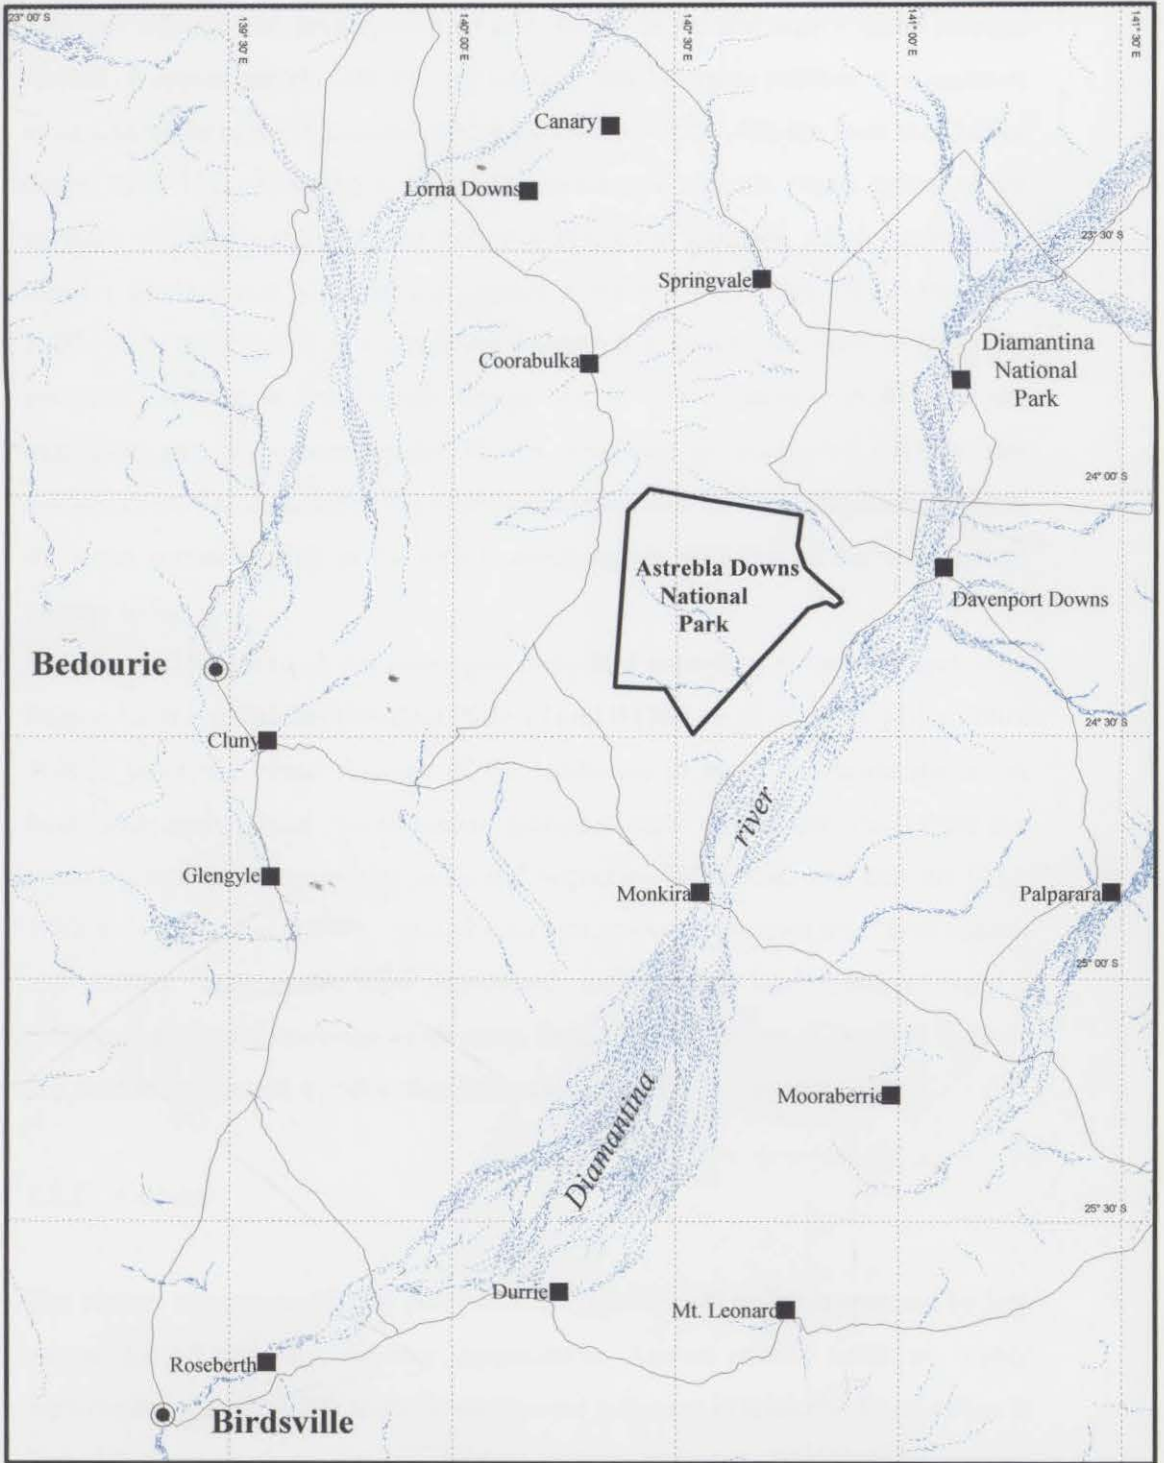 23° 00' S
139° 30' E
140° 00' E
140° 30' E
141° 00' E
141° 30' E
Canary
Lorna Downs
23° 30' S
Springvale
Coorabulka
Diamantina
National
Park
24° 00' S
Astrebla Downs
National
Park
Davenport Downs
Bedourie
24° 30' S
Cluny
river
Glengyle
Monkira
Palparara
25° 00' S
Mooraberrie
Diamantina
25° 30' S
Durrie
Mt. Leonard
Roseberth
Birdsville